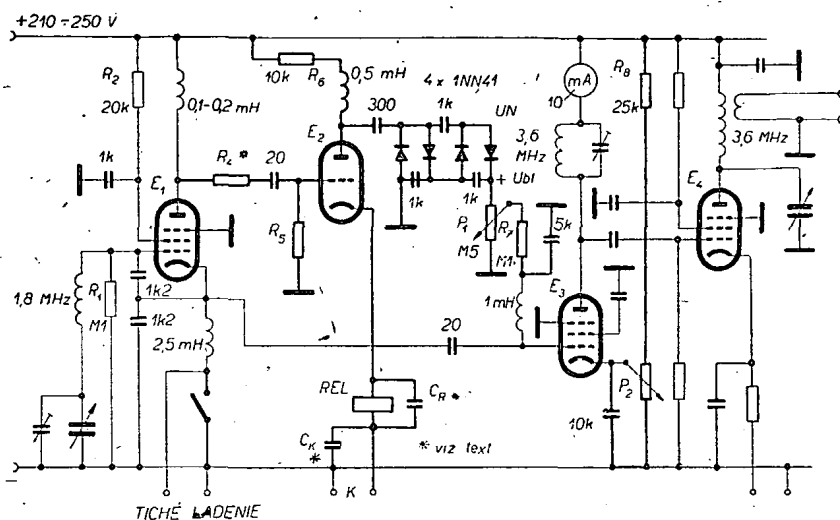 +210 ÷ 250 V
R2
20k
0,1-0,2 mH
10k
R6
0,5 mH
4 x 1NN41
300
1k
UN
mA
10
R8
25k
3,6 MHz
3,6
MHz
1k
E1
R4 *
20
E2
+ Ubl
1k
1k
E4
R5
P1
M5
R7
M1
5k
1,8 MHz
R1
M1
1k2
1k2
2,5 mH
1 mH
E3
20
REL
CR *
P2
10k
CK
*
* viz text
K
TICHÉ LADENIE